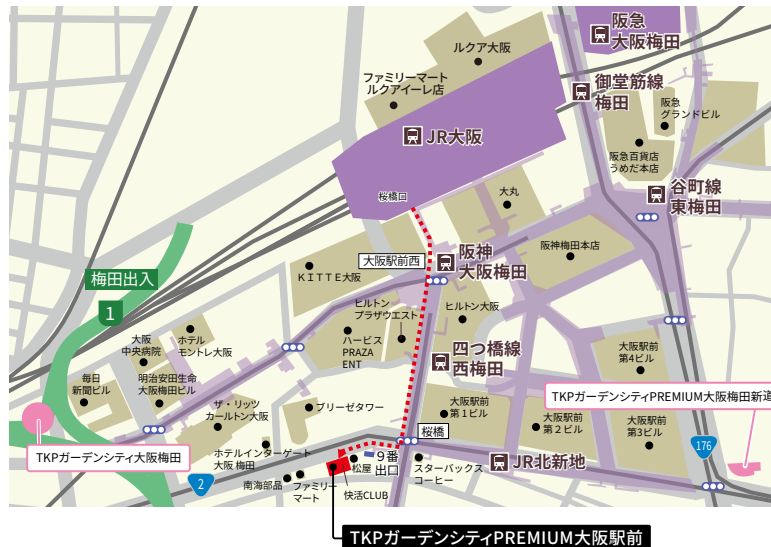 阪急
大阪梅田
ルクア大阪
ファミリーマート
ルクアイーレ店
御堂筋線
梅田
阪急
グランドビル
JR大阪
阪急百貨店
うめだ本店
谷町線
東梅田
桜橋口
大丸
大阪駅前西
阪神
大阪梅田
阪神梅田本店
梅田出入
1
KITTE大阪
ヒルトン
プラザウエスト
ヒルトン大阪
大阪
中央病院
ホテル
モントレ大阪
ハービス
PRAZA
ENT
四つ橋線
西梅田
大阪駅前
第4ビル
毎日
新聞ビル
明治安田生命
大阪梅田ビル
ザ・リッツ
カールトン大阪
ブリーゼタワー
大阪駅前
第1ビル
大阪駅前
第2ビル
大阪駅前
第3ビル
TKPガーデンシティPREMIUM大阪梅田新道
桜橋
176
TKPガーデンシティ大阪梅田
ホテルインターゲート
大阪 梅田
9番
出口
松屋
スターバックス
コーヒー
JR北新地
2
南海部品
ファミリー
マート
快活CLUB
TKPガーデンシティPREMIUM大阪駅前